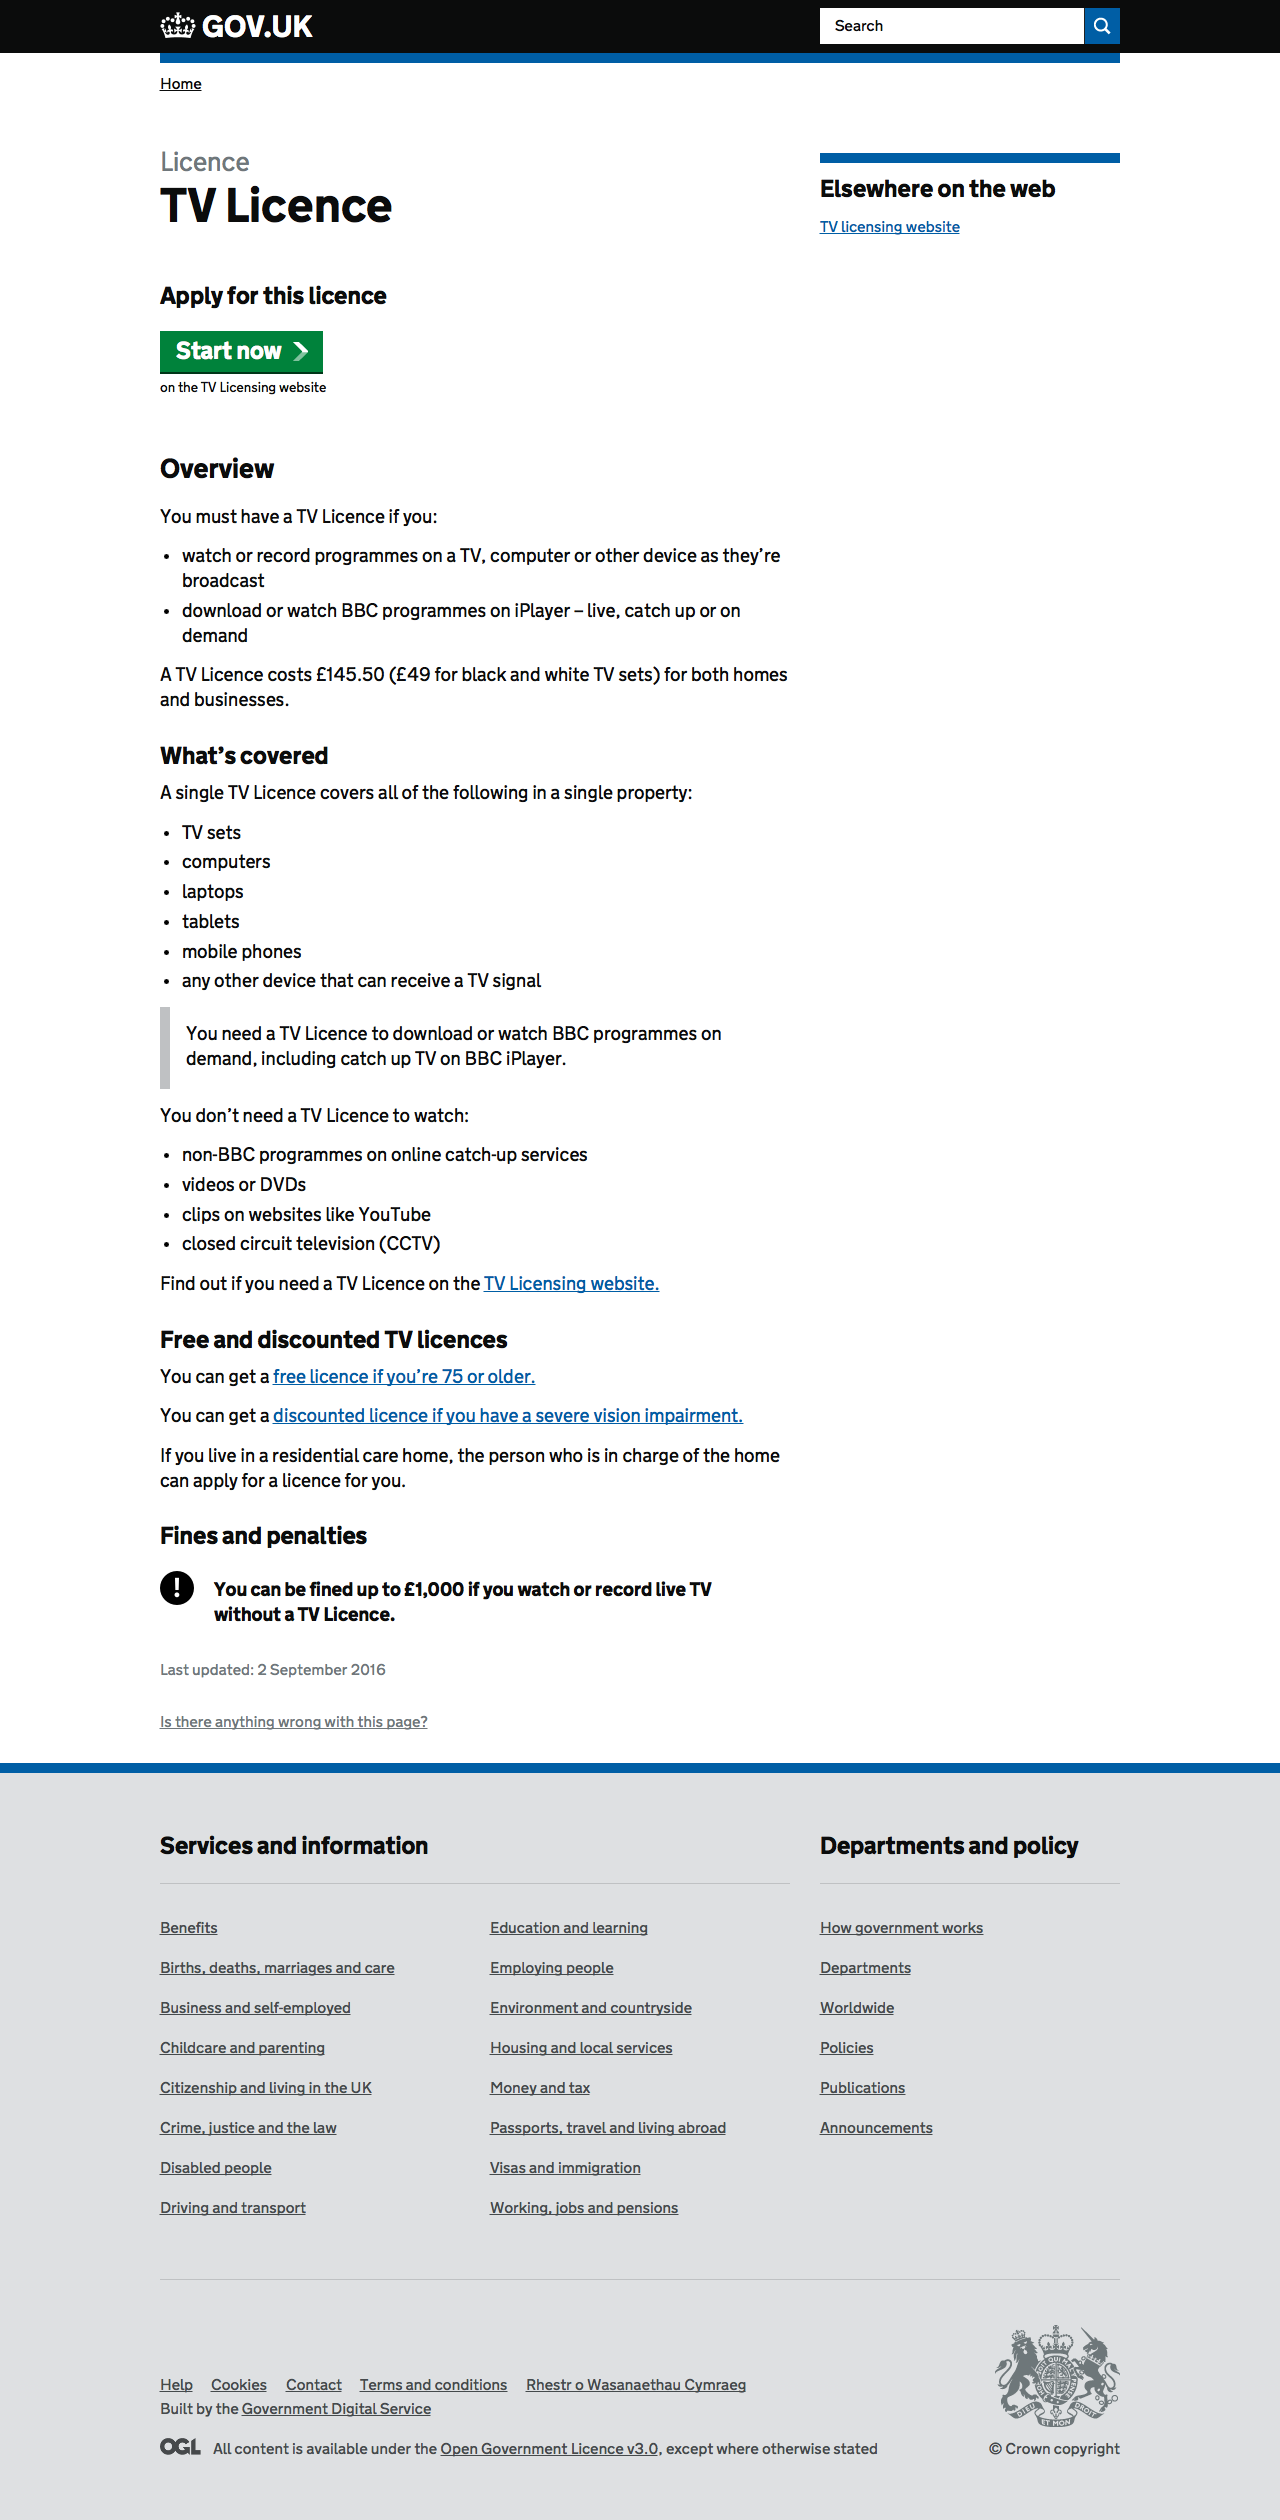 GOV.UK
Search
Home
Licence
TV Licence
Elsewhere on the web
TV licensing website
Apply for this licence
Start now
on the TV Licensing website
Overview
You must have a TV Licence if you:
• watch or record programmes on a TV, computer or other device as they’re
broadcast
• download or watch BBC programmes on iPlayer – live, catch up or on
demand
A TV Licence costs £145.50 (£49 for black and white TV sets) for both homes
and businesses.
What’s covered
A single TV Licence covers all of the following in a single property:
• TV sets
• computers
• laptops
• tablets
• mobile phones
• any other device that can receive a TV signal
You need a TV Licence to download or watch BBC programmes on
demand, including catch up TV on BBC iPlayer.
You don’t need a TV Licence to watch:
• non-BBC programmes on online catch-up services
• videos or DVDs
• clips on websites like YouTube
• closed circuit television (CCTV)
Find out if you need a TV Licence on the TV Licensing website.
Free and discounted TV licences
You can get a free licence if you’re 75 or older.
You can get a discounted licence if you have a severe vision impairment.
If you live in a residential care home, the person who is in charge of the home
can apply for a licence for you.
Fines and penalties
! You can be fined up to £1,000 if you watch or record live TV
without a TV Licence.
Last updated: 2 September 2016
Is there anything wrong with this page?
Services and information
Benefits
Births, deaths, marriages and care
Business and self-employed
Childcare and parenting
Citizenship and living in the UK
Crime, justice and the law
Disabled people
Driving and transport
Education and learning
Employing people
Environment and countryside
Housing and local services
Money and tax
Passports, travel and living abroad
Visas and immigration
Working, jobs and pensions
Departments and policy
How government works
Departments
Worldwide
Policies
Publications
Announcements
Help Cookies Contact Terms and conditions Rhestr o Wasanaethau Cymraeg
Built by the Government Digital Service
OGL All content is available under the Open Government Licence v3.0, except where otherwise stated
DIEU ET MON DROIT
© Crown copyright